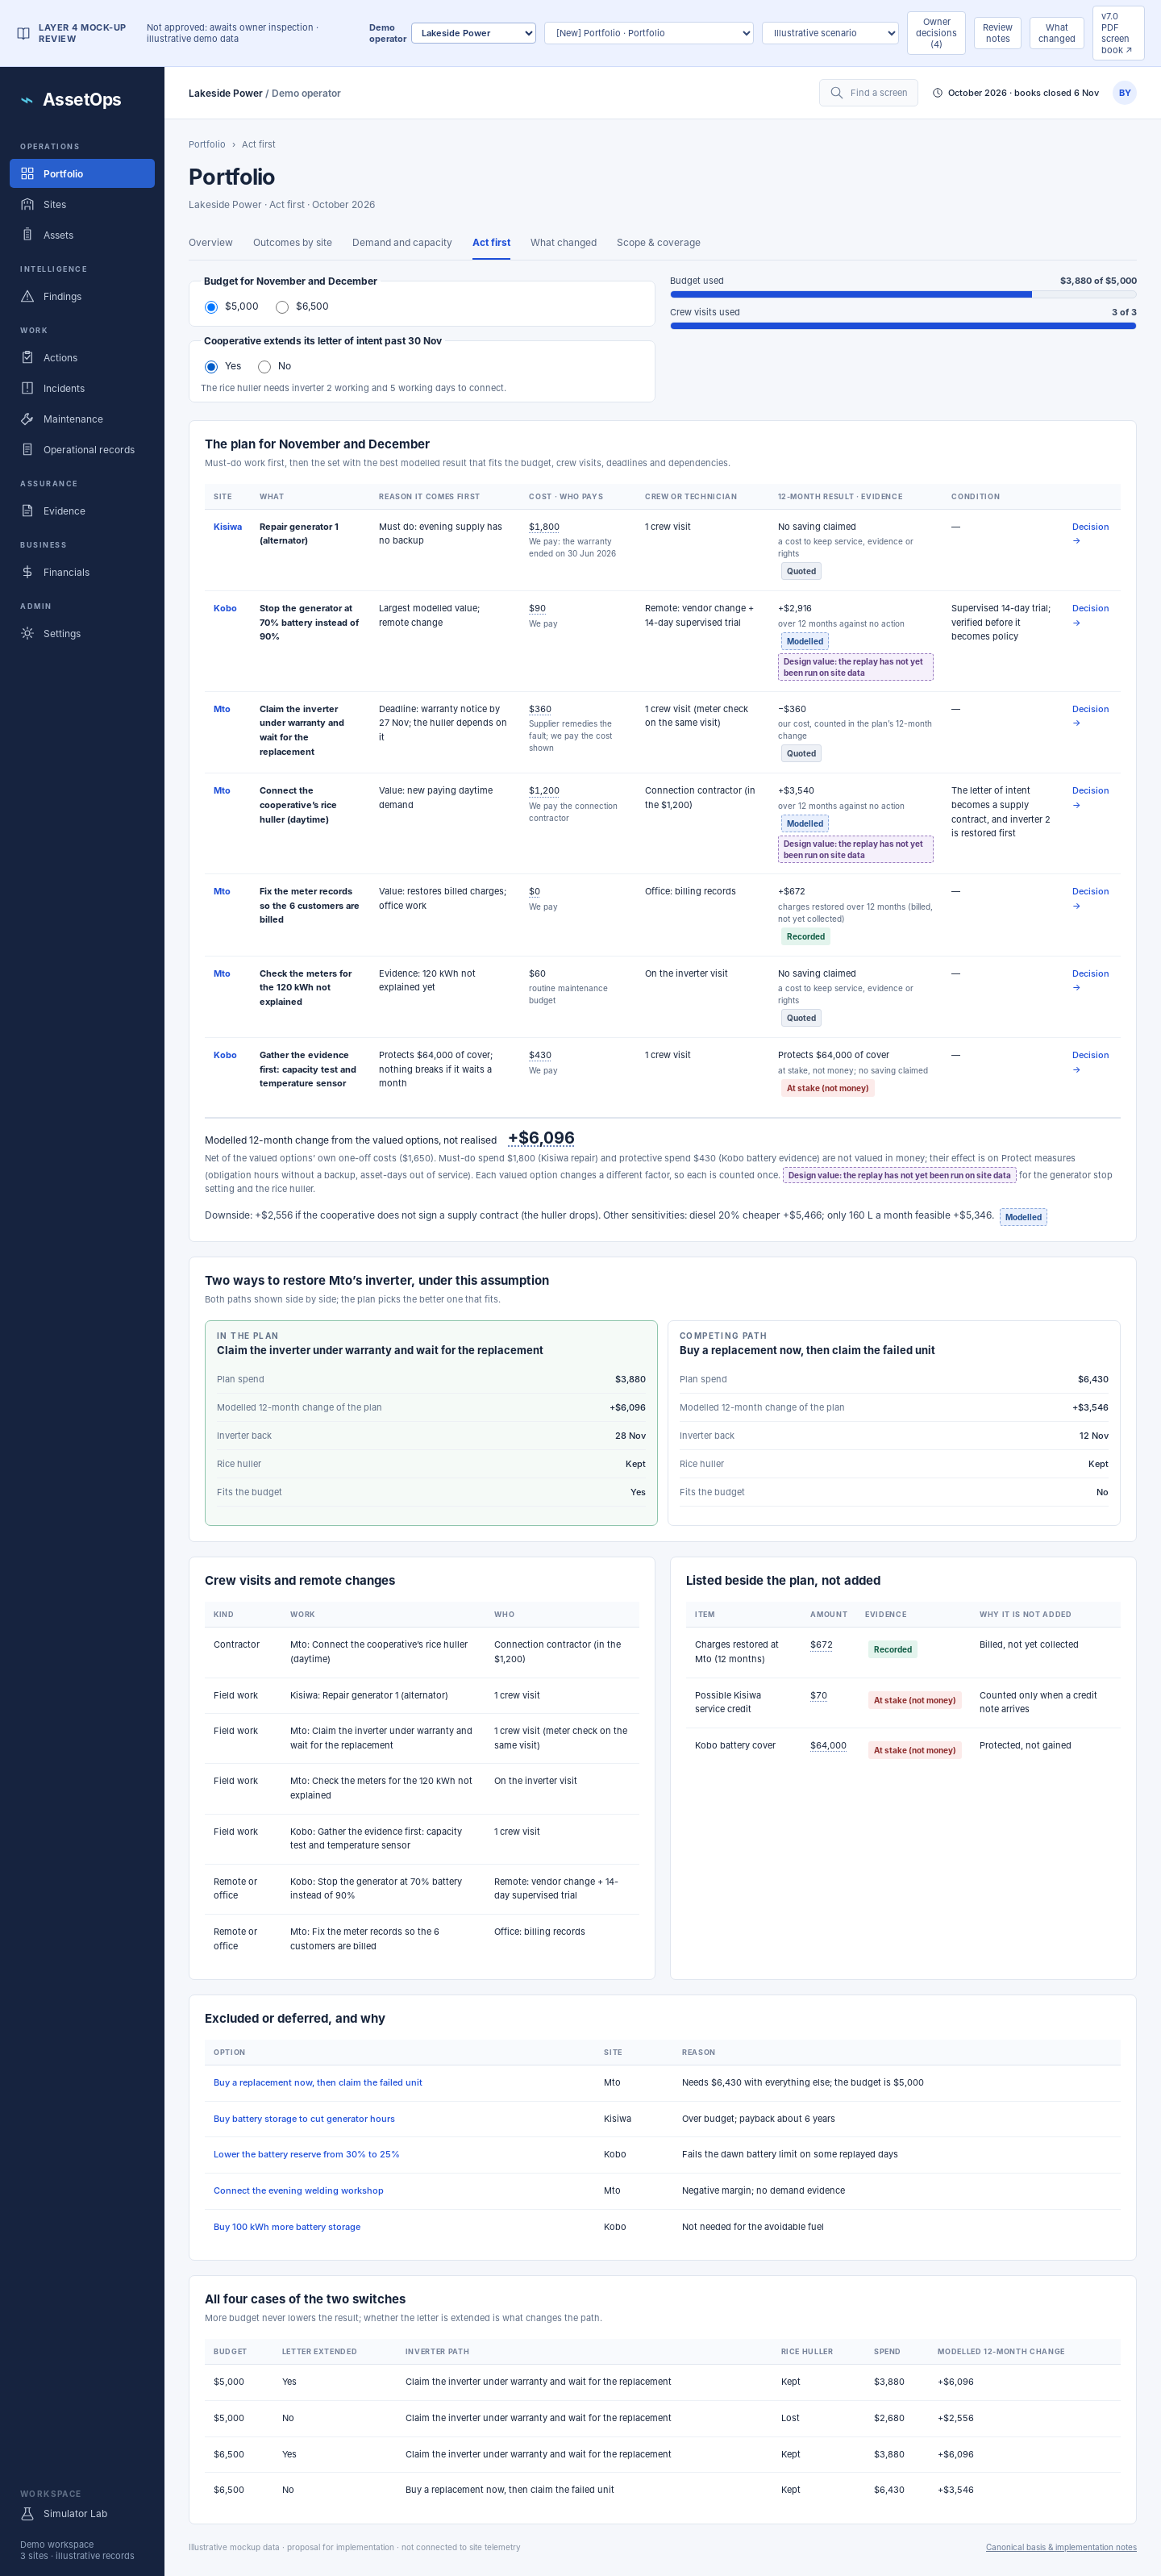 LAYER 4 MOCK-UP
REVIEW
Not approved: awaits owner inspection ·
illustrative demo data
Demo
operator
Lakeside Power
[New] Portfolio · Portfolio
Illustrative scenario
Owner
decisions
(4)
Review
notes
What
changed
v7.0
PDF
screen
book ↗
AssetOps
OPERATIONS
Portfolio
Sites
Assets
INTELLIGENCE
Findings
WORK
Actions
Incidents
Maintenance
Operational records
ASSURANCE
Evidence
BUSINESS
Financials
ADMIN
Settings
WORKSPACE
Simulator Lab
Demo workspace
3 sites · illustrative records
Lakeside Power / Demo operator
Find a screen
October 2026 · books closed 6 Nov
BY
Portfolio › Act first
Portfolio
Lakeside Power · Act first · October 2026
Overview
Outcomes by site
Demand and capacity
Act first
What changed
Scope & coverage
Budget for November and December
$5,000
$6,500
Cooperative extends its letter of intent past 30 Nov
Yes
No
The rice huller needs inverter 2 working and 5 working days to connect.
Budget used
$3,880 of $5,000
Crew visits used
3 of 3
The plan for November and December
Must-do work first, then the set with the best modelled result that fits the budget, crew visits, deadlines and dependencies.
SITE
WHAT
REASON IT COMES FIRST
COST · WHO PAYS
CREW OR TECHNICIAN
12-MONTH RESULT · EVIDENCE
CONDITION
Kisiwa
Repair generator 1
(alternator)
Must do: evening supply has
no backup
$1,800
We pay: the warranty
ended on 30 Jun 2026
1 crew visit
No saving claimed
a cost to keep service, evidence or
rights
Quoted
—
Decision
→
Kobo
Stop the generator at
70% battery instead of
90%
Largest modelled value;
remote change
$90
We pay
Remote: vendor change +
14-day supervised trial
+$2,916
over 12 months against no action
Modelled
Design value: the replay has not yet
been run on site data
Supervised 14-day trial;
verified before it
becomes policy
Decision
→
Mto
Claim the inverter
under warranty and
wait for the
replacement
Deadline: warranty notice by
27 Nov; the huller depends on
it
$360
Supplier remedies the
fault; we pay the cost
shown
1 crew visit (meter check
on the same visit)
−$360
our cost, counted in the plan’s 12-month
change
Quoted
—
Decision
→
Mto
Connect the
cooperative’s rice
huller (daytime)
Value: new paying daytime
demand
$1,200
We pay the connection
contractor
Connection contractor (in
the $1,200)
+$3,540
over 12 months against no action
Modelled
Design value: the replay has not yet
been run on site data
The letter of intent
becomes a supply
contract, and inverter 2
is restored first
Decision
→
Mto
Fix the meter records
so the 6 customers are
billed
Value: restores billed charges;
office work
$0
We pay
Office: billing records
+$672
charges restored over 12 months (billed,
not yet collected)
Recorded
—
Decision
→
Mto
Check the meters for
the 120 kWh not
explained
Evidence: 120 kWh not
explained yet
$60
routine maintenance
budget
On the inverter visit
No saving claimed
a cost to keep service, evidence or
rights
Quoted
—
Decision
→
Kobo
Gather the evidence
first: capacity test and
temperature sensor
Protects $64,000 of cover;
nothing breaks if it waits a
month
$430
We pay
1 crew visit
Protects $64,000 of cover
at stake, not money; no saving claimed
At stake (not money)
—
Decision
→
Modelled 12-month change from the valued options, not realised +$6,096
Net of the valued options' own one-off costs ($1,650). Must-do spend $1,800 (Kisiwa repair) and protective spend $430 (Kobo battery evidence) are not valued in money; their effect is on Protect measures
(obligation hours without a backup, asset-days out of service). Each valued option changes a different factor, so each is counted once. Design value: the replay has not yet been run on site data for the generator stop
setting and the rice huller.
Downside: +$2,556 if the cooperative does not sign a supply contract (the huller drops). Other sensitivities: diesel 20% cheaper +$5,466; only 160 L a month feasible +$5,346. Modelled
Two ways to restore Mto’s inverter, under this assumption
Both paths shown side by side; the plan picks the better one that fits.
IN THE PLAN
Claim the inverter under warranty and wait for the replacement
Plan spend
$3,880
Modelled 12-month change of the plan
+$6,096
Inverter back
28 Nov
Rice huller
Kept
Fits the budget
Yes
COMPETING PATH
Buy a replacement now, then claim the failed unit
Plan spend
$6,430
Modelled 12-month change of the plan
+$3,546
Inverter back
12 Nov
Rice huller
Kept
Fits the budget
No
Crew visits and remote changes
KIND
WORK
WHO
Contractor
Mto: Connect the cooperative’s rice huller
(daytime)
Connection contractor (in the
$1,200)
Field work
Kisiwa: Repair generator 1 (alternator)
1 crew visit
Field work
Mto: Claim the inverter under warranty and
wait for the replacement
1 crew visit (meter check on the
same visit)
Field work
Mto: Check the meters for the 120 kWh not
explained
On the inverter visit
Field work
Kobo: Gather the evidence first: capacity
test and temperature sensor
1 crew visit
Remote or
office
Kobo: Stop the generator at 70% battery
instead of 90%
Remote: vendor change + 14-
day supervised trial
Remote or
office
Mto: Fix the meter records so the 6
customers are billed
Office: billing records
Listed beside the plan, not added
ITEM
AMOUNT
EVIDENCE
WHY IT IS NOT ADDED
Charges restored at
Mto (12 months)
$672
Recorded
Billed, not yet collected
Possible Kisiwa
service credit
$70
At stake (not money)
Counted only when a credit
note arrives
Kobo battery cover
$64,000
At stake (not money)
Protected, not gained
Excluded or deferred, and why
OPTION
SITE
REASON
Buy a replacement now, then claim the failed unit
Mto
Needs $6,430 with everything else; the budget is $5,000
Buy battery storage to cut generator hours
Kisiwa
Over budget; payback about 6 years
Lower the battery reserve from 30% to 25%
Kobo
Fails the dawn battery limit on some replayed days
Connect the evening welding workshop
Mto
Negative margin; no demand evidence
Buy 100 kWh more battery storage
Kobo
Not needed for the avoidable fuel
All four cases of the two switches
More budget never lowers the result; whether the letter is extended is what changes the path.
BUDGET
LETTER EXTENDED
INVERTER PATH
RICE HULLER
SPEND
MODELLED 12-MONTH CHANGE
$5,000
Yes
Claim the inverter under warranty and wait for the replacement
Kept
$3,880
+$6,096
$5,000
No
Claim the inverter under warranty and wait for the replacement
Lost
$2,680
+$2,556
$6,500
Yes
Claim the inverter under warranty and wait for the replacement
Kept
$3,880
+$6,096
$6,500
No
Buy a replacement now, then claim the failed unit
Kept
$6,430
+$3,546
Illustrative mockup data · proposal for implementation · not connected to site telemetry
Canonical basis & implementation notes